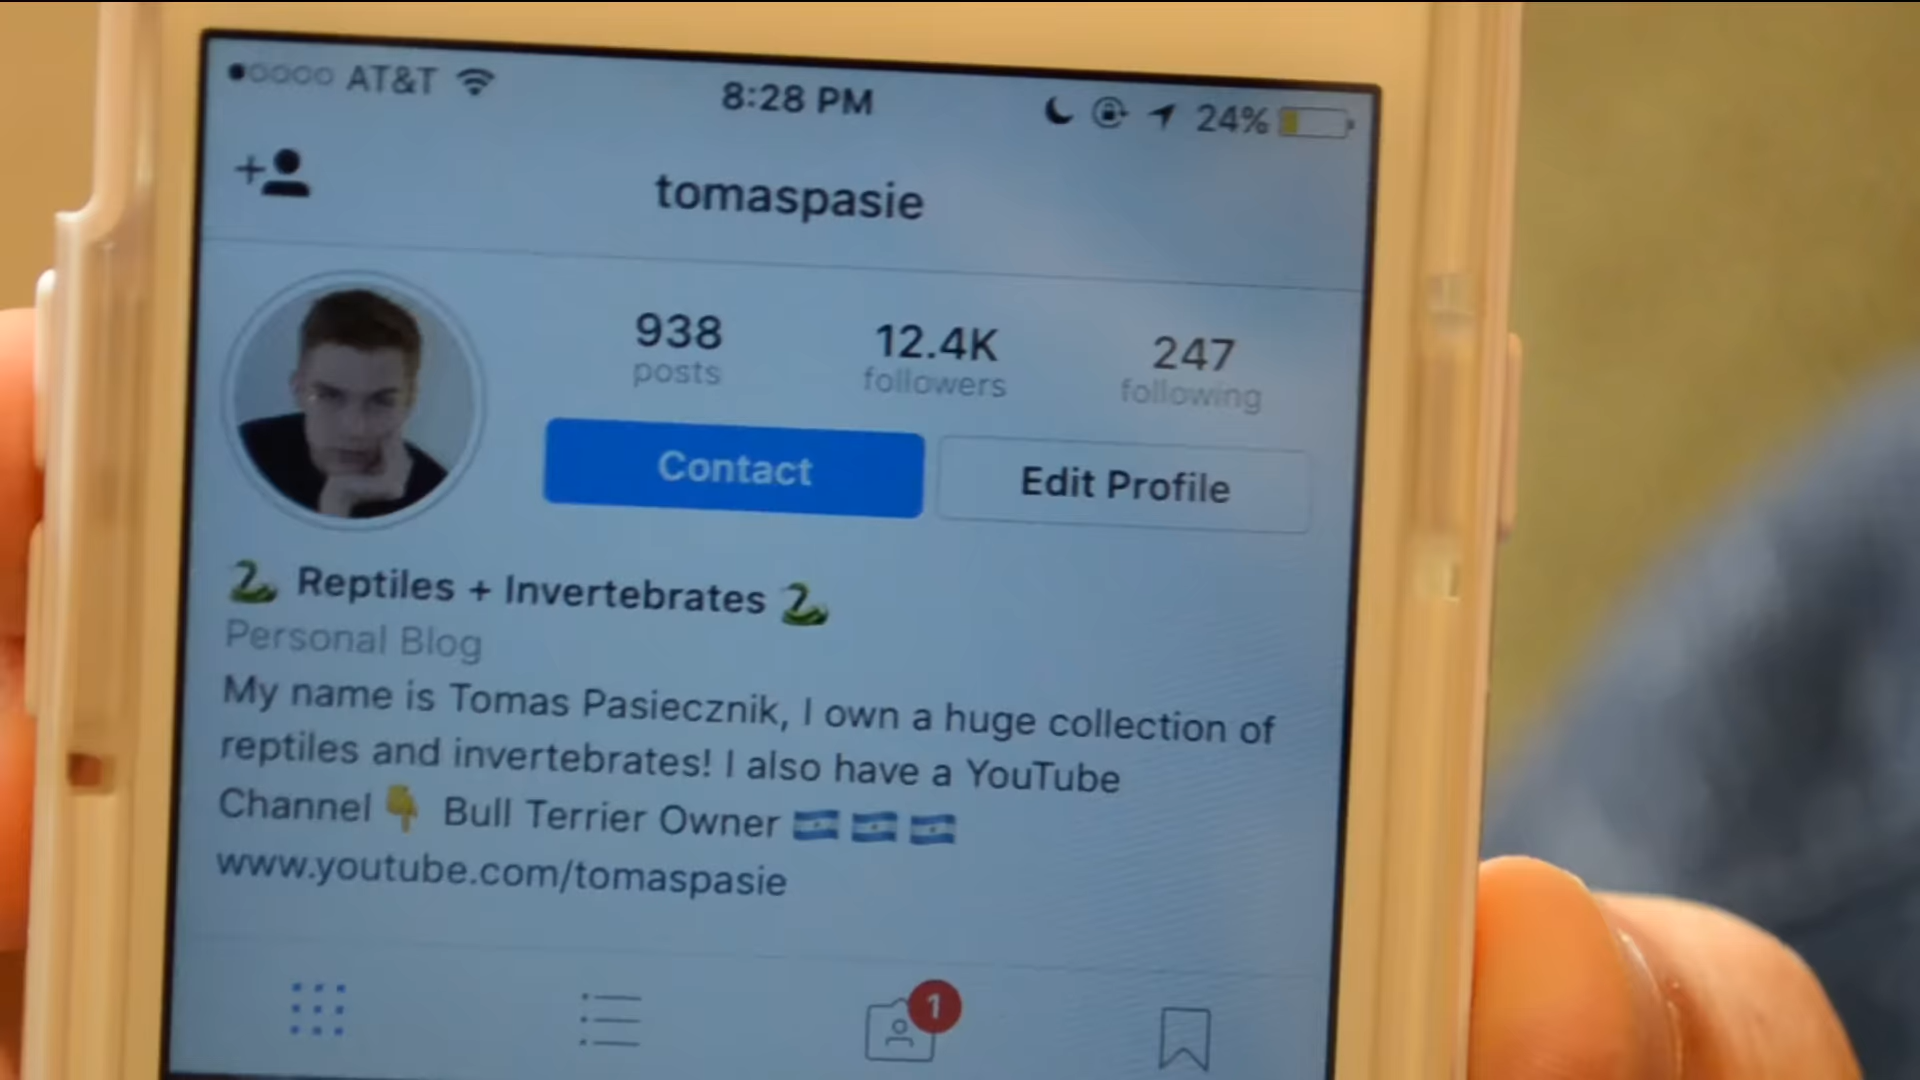 AT&T 8:28 PM 24%
tomaspasie
938 12.4K 247
posts followers following
Contact Edit Profile
🐍 Reptiles + Invertebrates 🐍
Personal Blog
My name is Tomas Pasiecznik, I own a huge collection of
reptiles and invertebrates! I also have a YouTube
Channel 👇 Bull Terrier Owner 🇦🇷 🇦🇷 🇦🇷
www.youtube.com/tomaspasie
1